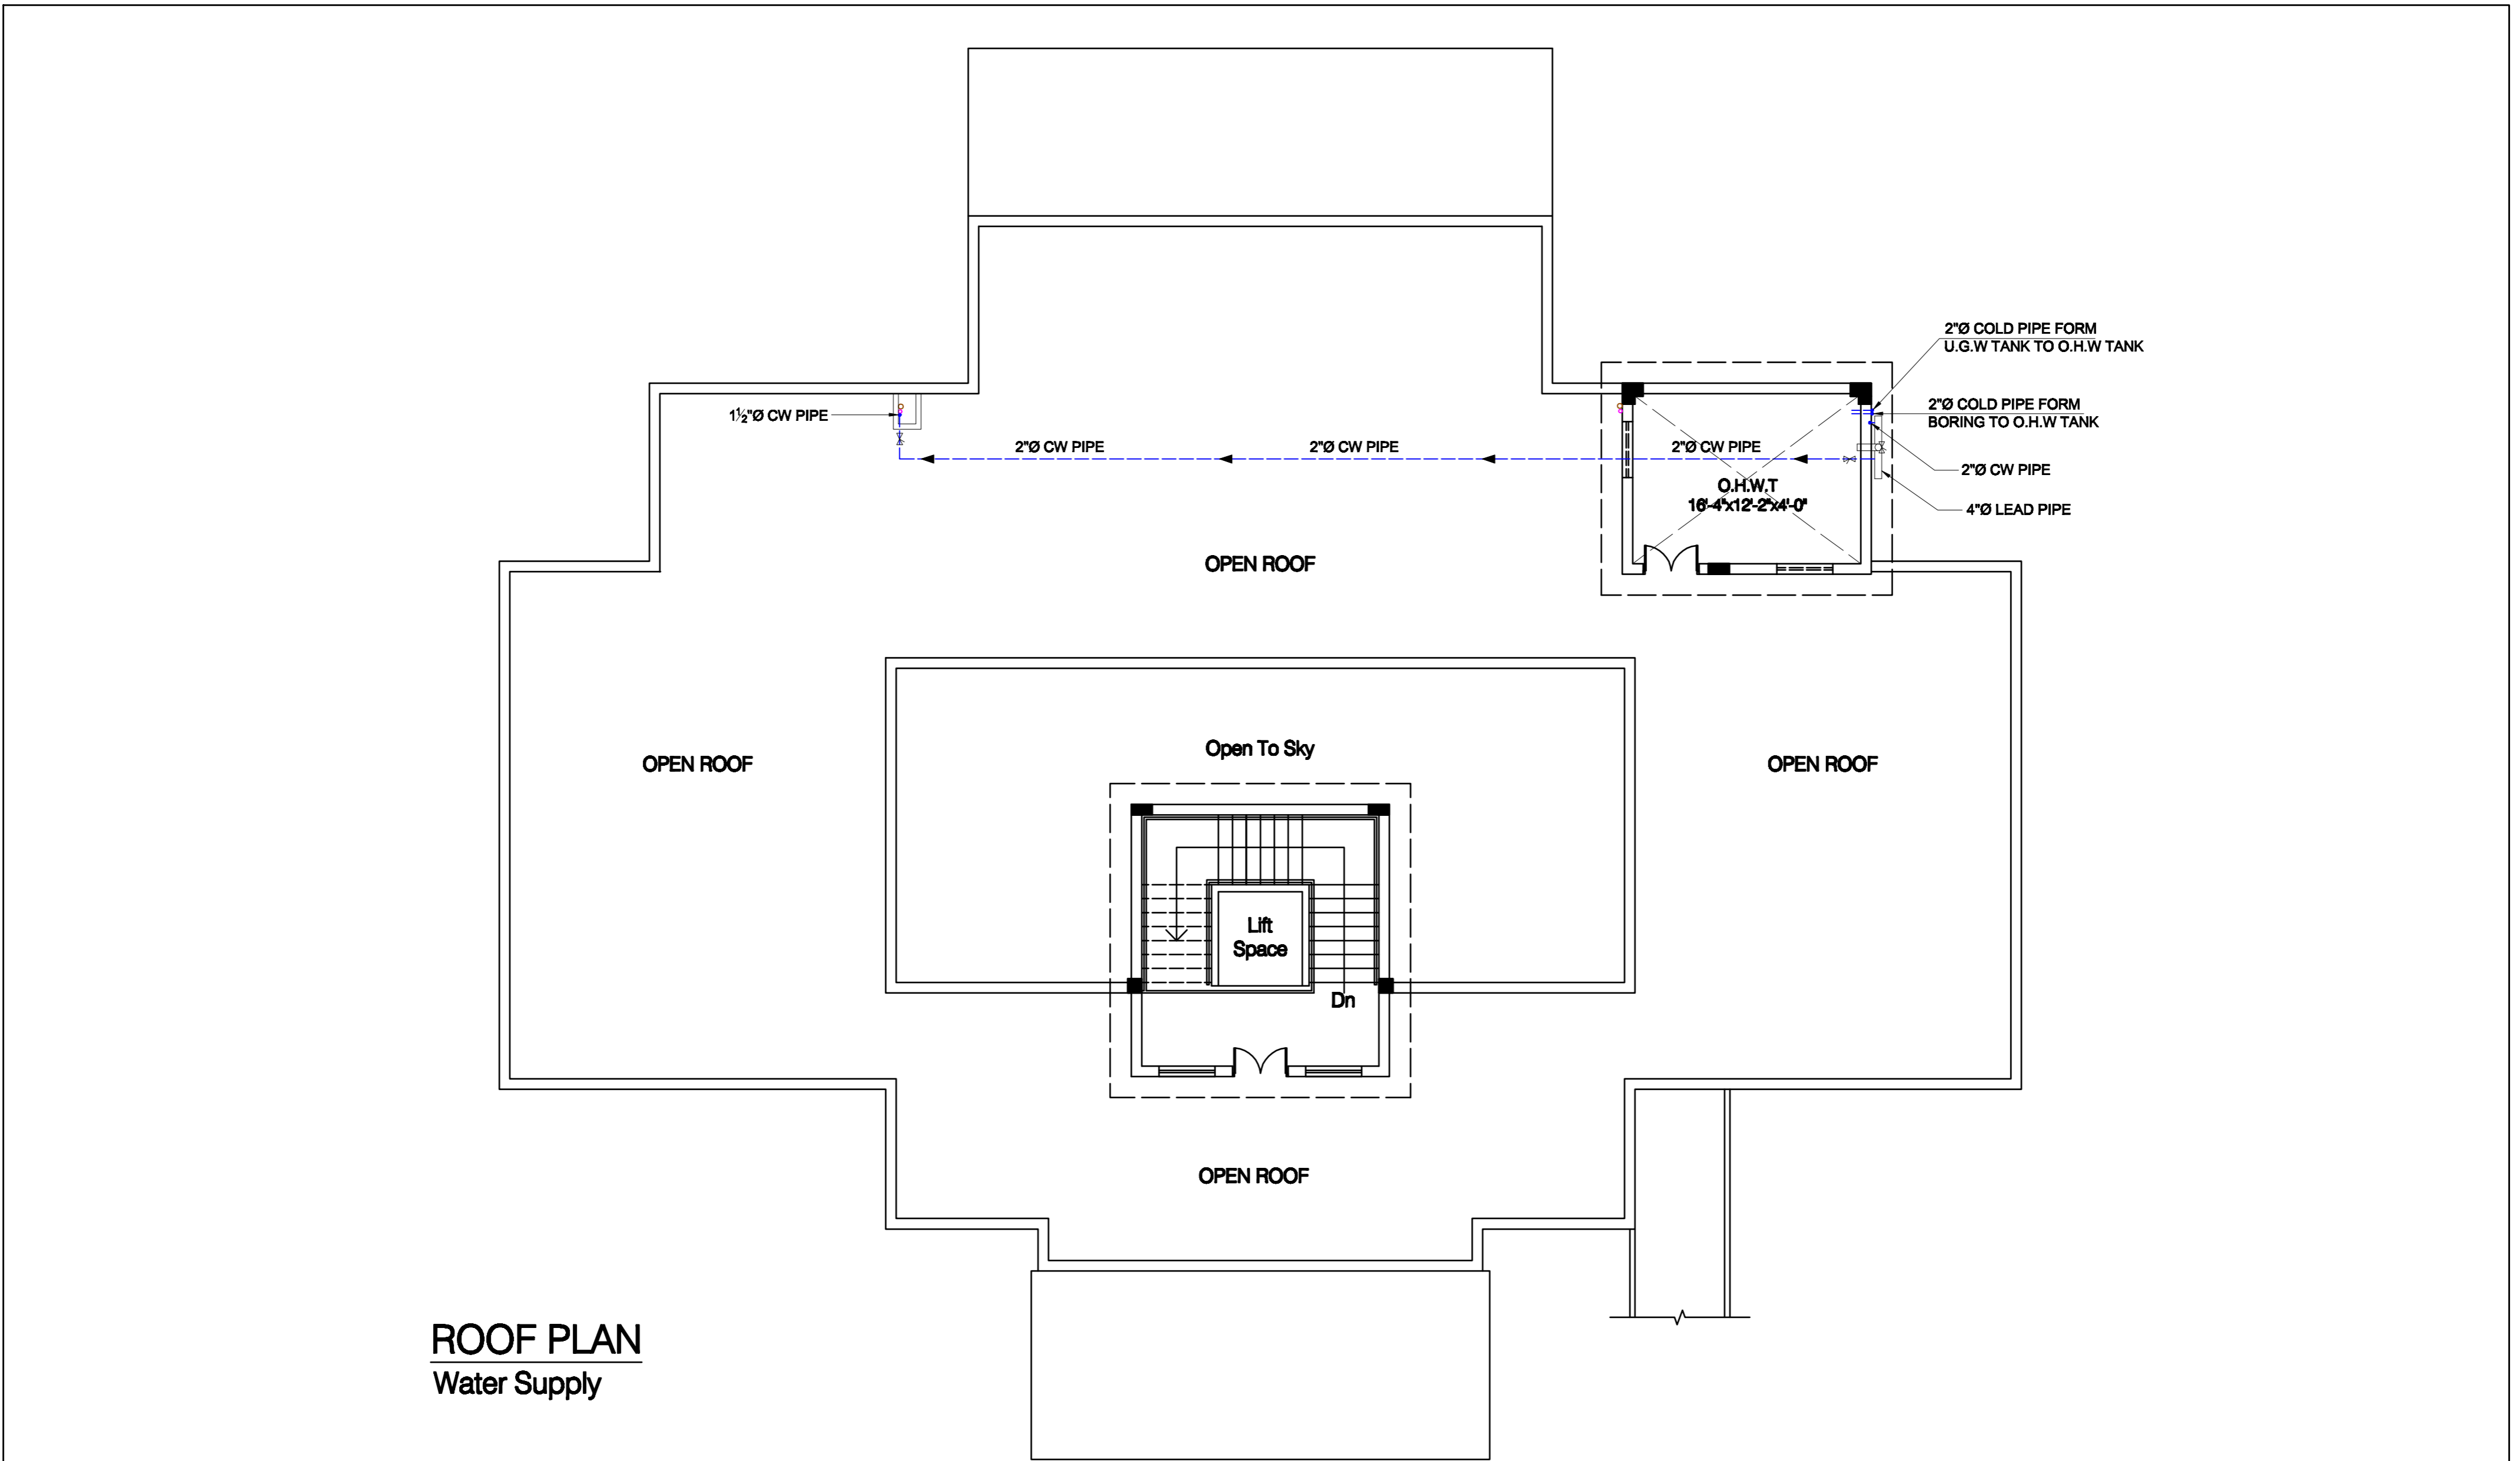 2"Ø COLD PIPE FORM
U.G.W TANK TO O.H.W TANK
2"Ø COLD PIPE FORM
BORING TO O.H.W TANK
1½"Ø CW PIPE
2"Ø CW PIPE
2"Ø CW PIPE
2"Ø CW PIPE
2"Ø CW PIPE
O.H.W.T
16'-4"x12'-2"x4'-0"
4"Ø LEAD PIPE
OPEN ROOF
Open To Sky
OPEN ROOF
OPEN ROOF
Lift
Space
Dn
OPEN ROOF
ROOF PLAN
Water Supply